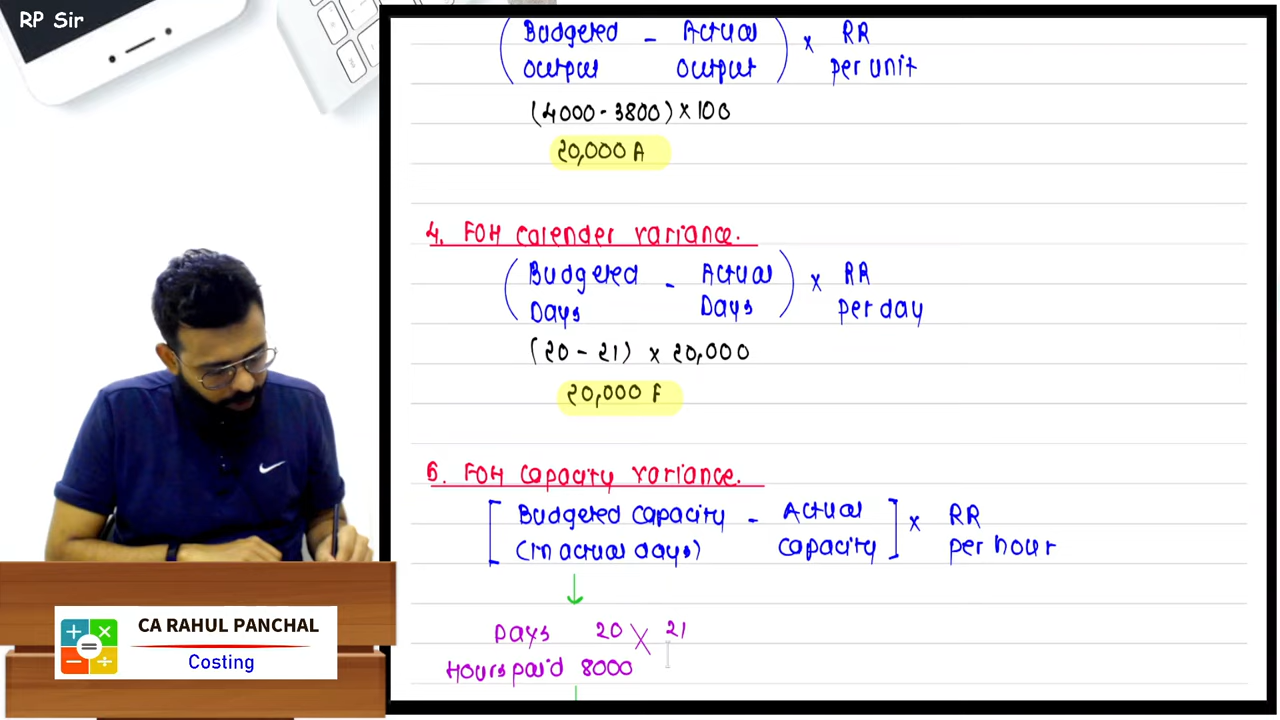 RP Sir
(Budgeted output - Actual output) × RR per unit
(4000 - 3800) × 100
20,000 A
4. FOH calender variance.
(Budgeted Days - Actual Days) × RR per day
(20 - 21) × 20,000
20,000 F
5. FOH Capacity variance.
[Budgeted capacity (In actual days) - Actual capacity] × RR per hour
↓
Days 20 21
Hours paid 8000
CA RAHUL PANCHAL
Costing